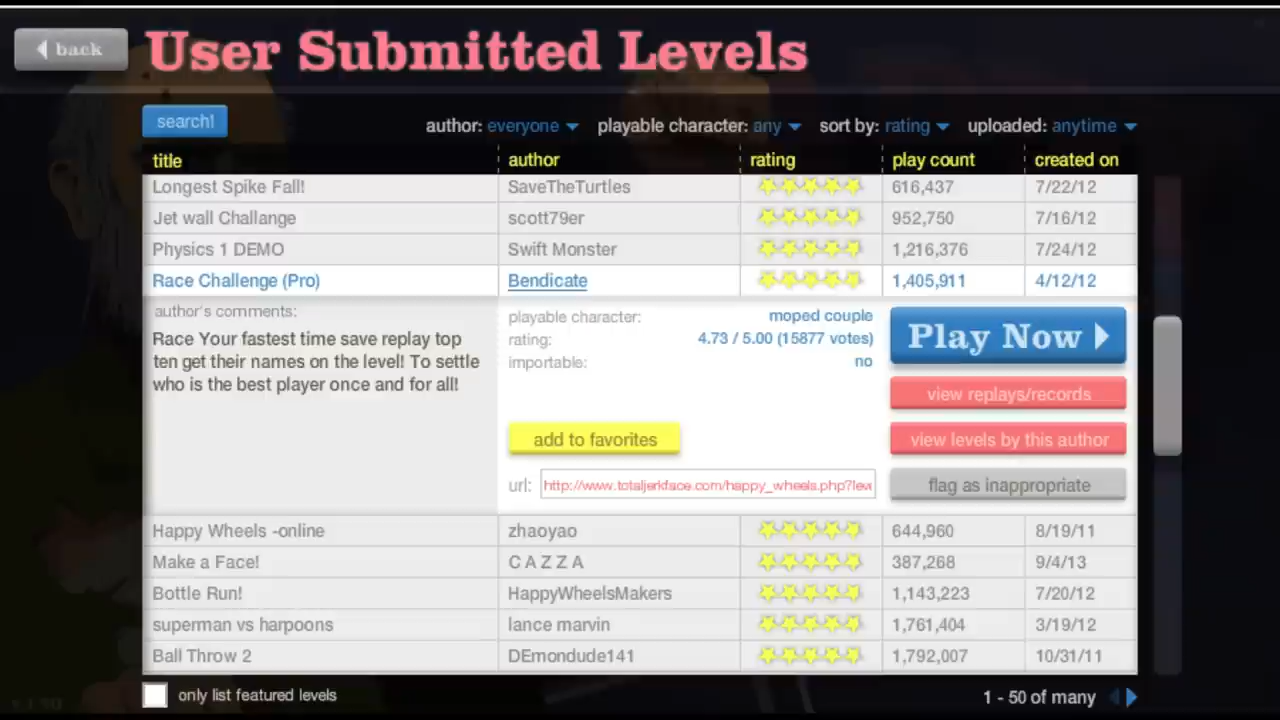 back
User Submitted Levels
search!
author: everyone playable character: any sort by: rating uploaded: anytime
title author rating play count created on
Longest Spike Fall! SaveTheTurtles 616,437 7/22/12
Jet wall Challange scott79er 952,750 7/16/12
Physics 1 DEMO Swift Monster 1,216,376 7/24/12
Race Challenge (Pro) Bendicate 1,405,911 4/12/12
author's comments:
Race Your fastest time save replay top
ten get their names on the level! To settle
who is the best player once and for all!
playable character: moped couple
rating: 4.73 / 5.00 (15877 votes)
importable: no
add to favorites
url: http://www.totaljerkface.com/happy_wheels.php?leve
Play Now
view replays/records
view levels by this author
flag as inappropriate
Happy Wheels -online zhaoyao 644,960 8/19/11
Make a Face! C A Z Z A 387,268 9/4/13
Bottle Run! HappyWheelsMakers 1,143,223 7/20/12
superman vs harpoons lance marvin 1,761,404 3/19/12
Ball Throw 2 DEmondude141 1,792,007 10/31/11
only list featured levels
1 - 50 of many